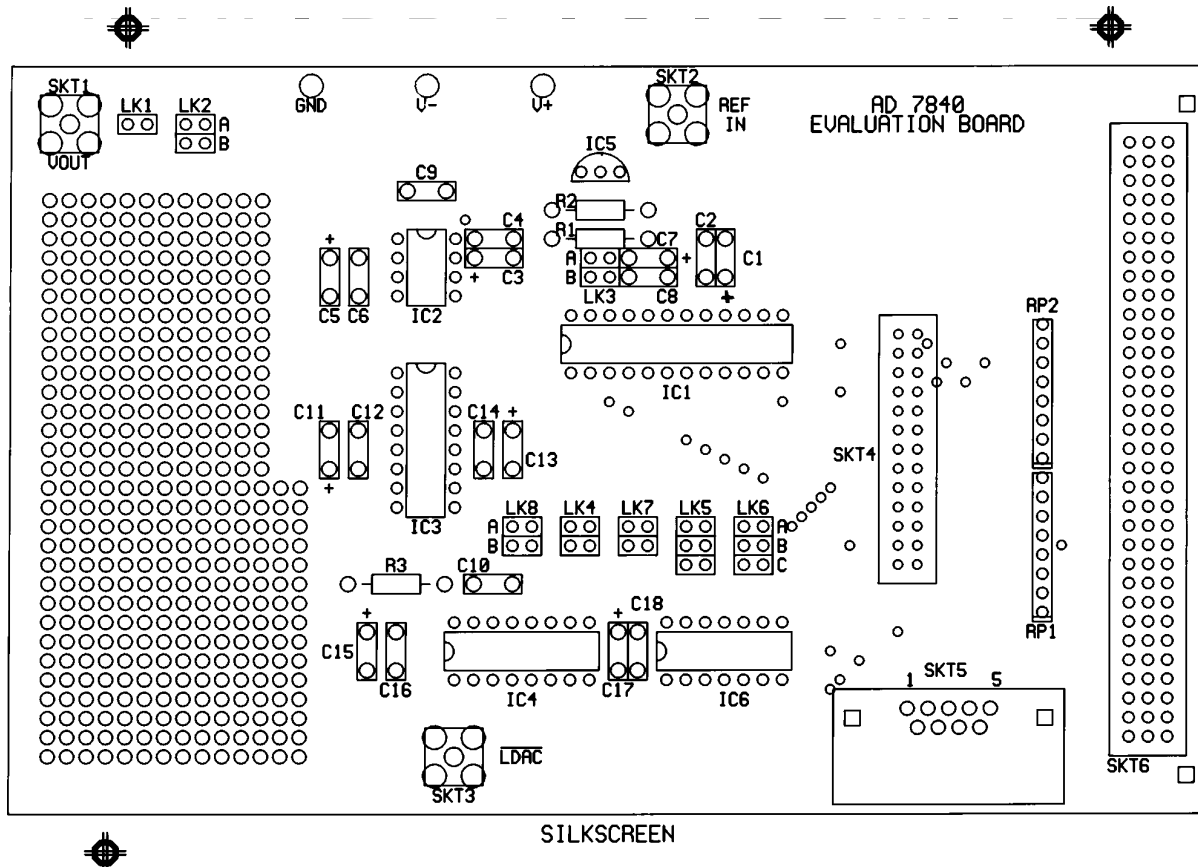 SKT1
LK1
LK2
A
B
VOUT
GND
V-
V+
SKT2
REF
IN
AD 7840
EVALUATION BOARD
IC5
C9
R2
R1
C4
C3
+
C7
C2
C1
+
+
A
B
LK3
C8
+
C5
C6
IC2
IC1
RP2
C11
C12
+
C14
+
C13
IC3
SKT4
LK8
LK4
LK7
LK5
LK6
A
B
A
B
C
R3
C10
+
C15
C16
IC4
+
C18
C17
IC6
RP1
SKT5
1
5
SKT3
LDAC
SKT6
SILKSCREEN